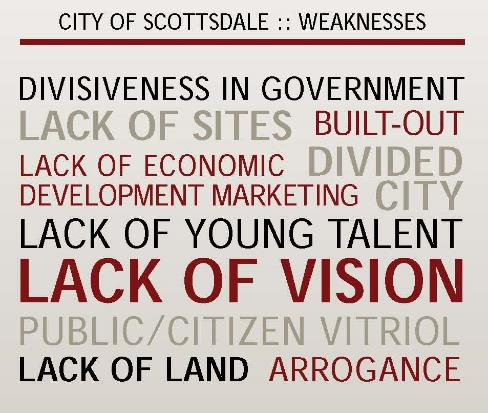 CITY OF SCOTTSDALE :: WEAKNESSES
DIVISIVENESS IN GOVERNMENT
LACK OF SITES BUILT-OUT
LACK OF ECONOMIC
DEVELOPMENT MARKETING
DIVIDED
CITY
LACK OF YOUNG TALENT
LACK OF VISION
PUBLIC/CITIZEN VITRIOL
LACK OF LAND ARROGANCE